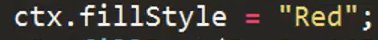 ctx.fillStyle = "Red";